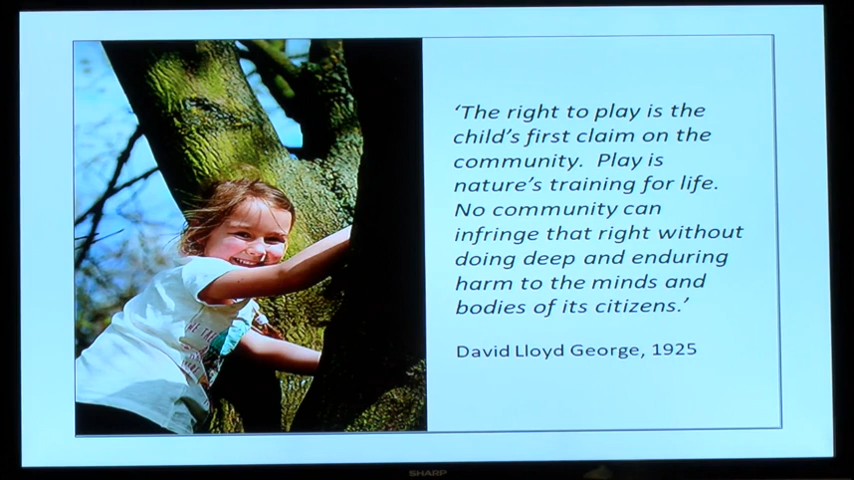 'The right to play is the
child's first claim on the
community.  Play is
nature's training for life.
No community can
infringe that right without
doing deep and enduring
harm to the minds and
bodies of its citizens.'
David Lloyd George, 1925
WE
SHARP